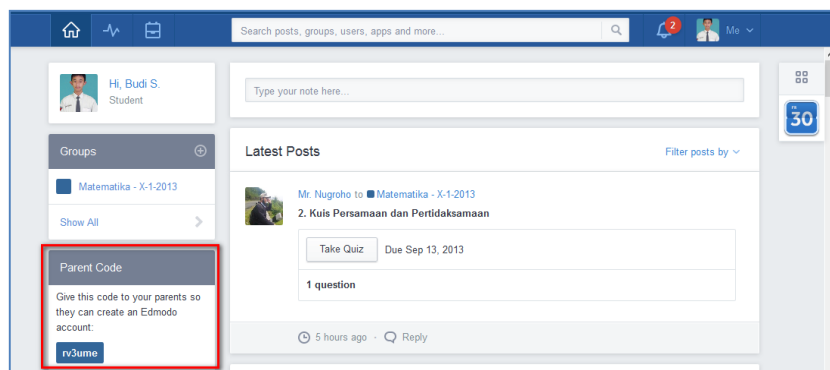 Search posts, groups, users, apps and more...
2
Me
Hi, Budi S.
Student
Type your note here...
30
Groups
Matematika - X-1-2013
Show All
Latest Posts
Filter posts by
Mr. Nugroho to Matematika - X-1-2013
2. Kuis Persamaan dan Pertidaksamaan
Take Quiz
Due Sep 13, 2013
1 question
5 hours ago · Reply
Parent Code
Give this code to your parents so
they can create an Edmodo
account:
rv3ume